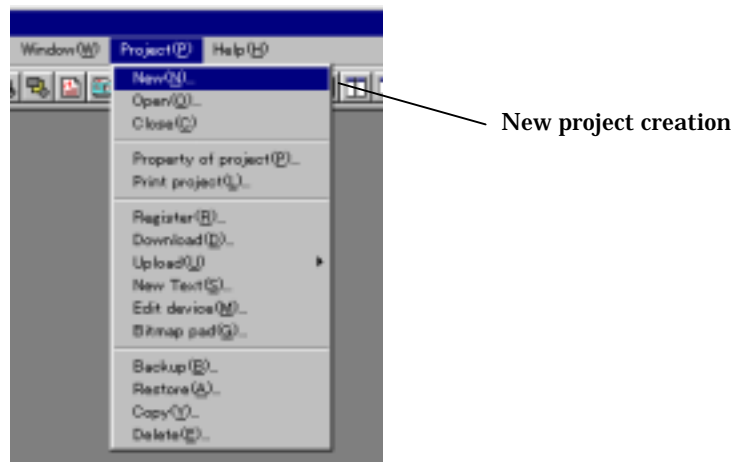 Window(W) Project(P) Help(H)
New(N)...
Open(O)...
Close(C)
Property of project(P)...
Print project(L)...
Register(R)...
Download(D)...
Upload(U)
New Text(S)...
Edit device(M)...
Bitmap pad(G)...
Backup(B)...
Restore(A)...
Copy(Y)...
Delete(E)...
New project creation